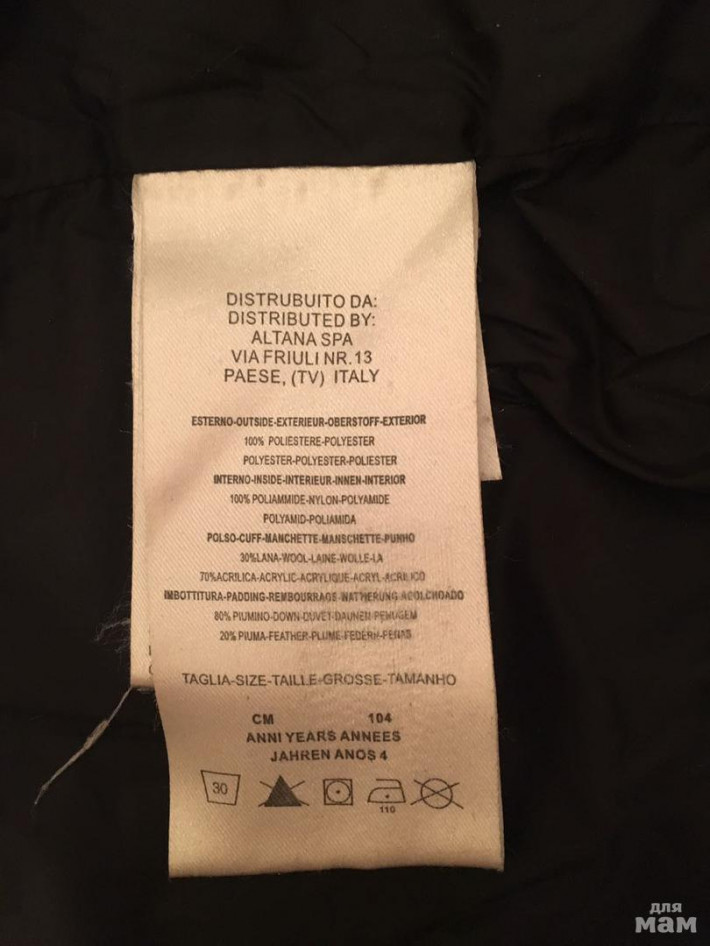 DISTRUBUITO DA:
DISTRIBUTED BY:
ALTANA SPA
VIA FRIULI NR.13
PAESE, (TV) ITALY
ESTERNO-OUTSIDE-EXTERIEUR-OBERSTOFF-EXTERIOR
100% POLIESTERE-POLYESTER
POLYESTER-POLYESTER-POLIESTER
INTERNO-INSIDE-INTERIEUR-INNEN-INTERIOR
100% POLIAMMIDE-NYLON-POLYAMIDE
POLYAMID-POLIAMIDA
POLSO-CUFF-MANCHETTE-MANSCHETTE-PUNHO
30%LANA-WOOL-LAINE-WOLLE-LA
70%ACRILICA-ACRYLIC-ACRYLIQUE-ACRYL-ACRILICO
IMBOTTITURA-PADDING-REMBOURRAGE-WATHERUNG ACOLCHOADO
80% PIUMINO-DOWN-DUVET-DAUNEN-PENUGEM
20% PIUMA-FEATHER-PLUME-FEDERH-PENAS
TAGLIA-SIZE-TAILLE-GROSSE-TAMANHO
CM 104
ANNI YEARS ANNEES
JAHREN ANOS 4
30
110
для
мам